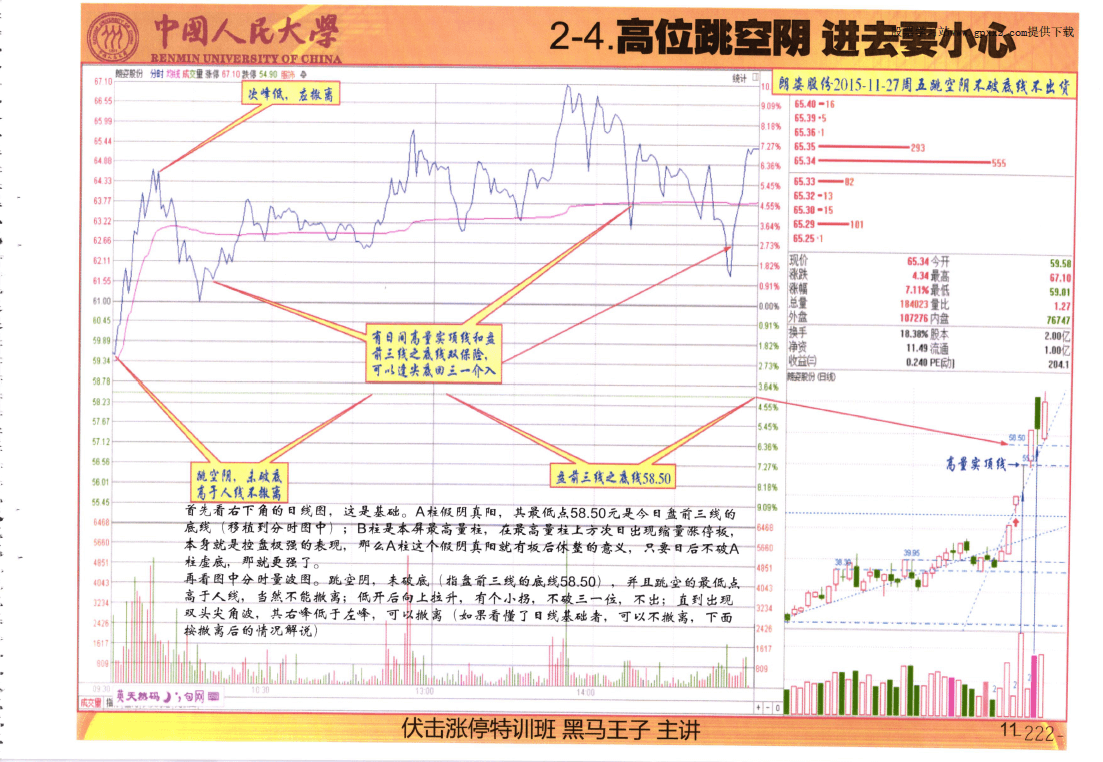 中国人民大学
RENMIN UNIVERSITY OF CHINA
2-4.高位跳空阴 进去要小心
www.gpxiz.com提供下载
朗姿股份 分时 均线 成交量 涨停 67.10 跌停 54.90
统计
朗姿股份2015-11-27周五跳空阴不破底线不出货
次峰低，左撤离
67.10
66.55
65.99
65.44
64.88
64.33
63.77
63.22
62.66
62.11
61.55
61.00
60.45
59.89
59.34
58.78
58.23
57.67
57.12
56.56
56.01
55.45
6468
5660
4851
4043
3234
2426
1617
809
10.
9.09%
8.18%
7.27%
6.36%
5.45%
4.55%
3.64%
2.73%
1.82%
0.91%
0.00%
0.91%
1.82%
2.73%
3.64%
4.55%
5.45%
6.36%
7.27%
8.18%
9.09%
6468
5660
4851
4043
3234
2426
1617
809
65.40 16
65.39 5
65.36 1
65.35 293
65.34 555
65.33 82
65.32 13
65.30 15
65.29 101
65.25 1
现价 65.34 今开 59.58
涨跌 4.34 最高 67.10
涨幅 7.11% 最低 59.01
总量 184023 量比 1.27
外盘 107276 内盘 76747
换手 18.38% 股本 2.00亿
净资 11.49 流通 1.00亿
收益(三) 0.240 PE(动) 204.1
朗姿股份 (日线)
有日间高量实顶线和盘
前三线之底线双保险，
可以逢尖底回三一介入
跳空阴，未破底
高于人线不撤离
盘前三线之底线58.50
58.50
高量实顶线→
39.95
38.30
首先看右下角的日线图，这是基础。A柱假阴真阳，其最低点58.50元是今日盘前三线的
底线（移植到分时图中）；B柱是本屏最高量柱，在最高量柱上方次日出现缩量涨停板，
本身就是控盘极强的表现，那么A柱这个假阴真阳就有板后休整的意义，只要日后不破A
柱虚底，那就更强了。
再看图中分时量波图。跳空阴，未破底（指盘前三线的底线58.50），并且跳空的最低点
高于人线，当然不能撤离；低开后向上拉升，有个小拐，不破三一位，不出；直到出现
双头尖角波，其右峰低于左峰，可以撤离（如果看懂了日线基础者，可以不撤离，下面
按撤离后的情况解说）
09:30 10:30 13:00 14:00
成交量 指
伏击涨停特训班 黑马王子 主讲
11-222-